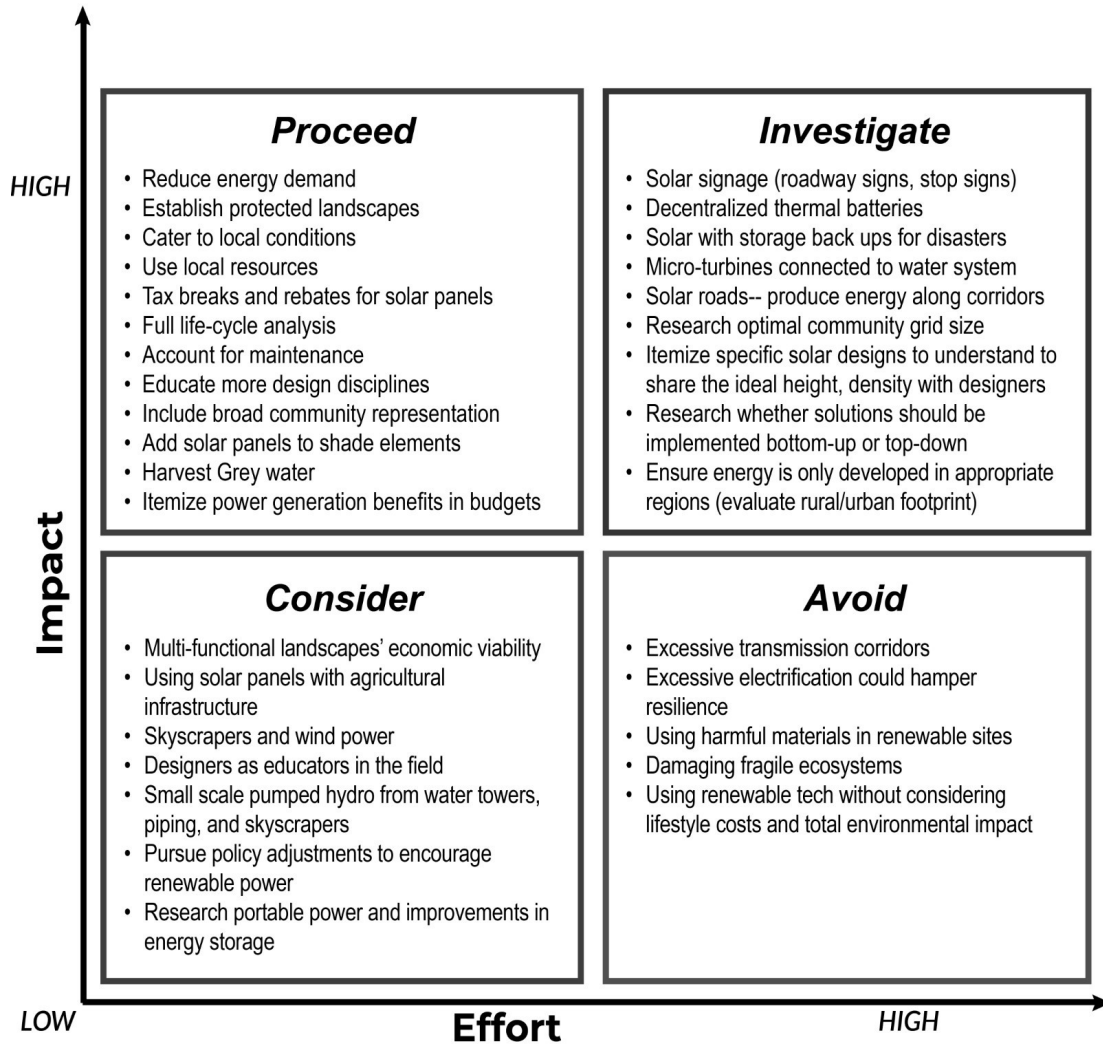 Proceed
• Reduce energy demand
• Establish protected landscapes
• Cater to local conditions
• Use local resources
• Tax breaks and rebates for solar panels
• Full life-cycle analysis
• Account for maintenance
• Educate more design disciplines
• Include broad community representation
• Add solar panels to shade elements
• Harvest Grey water
• Itemize power generation benefits in budgets
Investigate
• Solar signage (roadway signs, stop signs)
• Decentralized thermal batteries
• Solar with storage back ups for disasters
• Micro-turbines connected to water system
• Solar roads-- produce energy along corridors
• Research optimal community grid size
• Itemize specific solar designs to understand to
share the ideal height, density with designers
• Research whether solutions should be
implemented bottom-up or top-down
• Ensure energy is only developed in appropriate
regions (evaluate rural/urban footprint)
HIGH
Impact
Consider
• Multi-functional landscapes’ economic viability
• Using solar panels with agricultural
infrastructure
• Skyscrapers and wind power
• Designers as educators in the field
• Small scale pumped hydro from water towers,
piping, and skyscrapers
• Pursue policy adjustments to encourage
renewable power
• Research portable power and improvements in
energy storage
Avoid
• Excessive transmission corridors
• Excessive electrification could hamper
resilience
• Using harmful materials in renewable sites
• Damaging fragile ecosystems
• Using renewable tech without considering
lifestyle costs and total environmental impact
LOW
Effort
HIGH